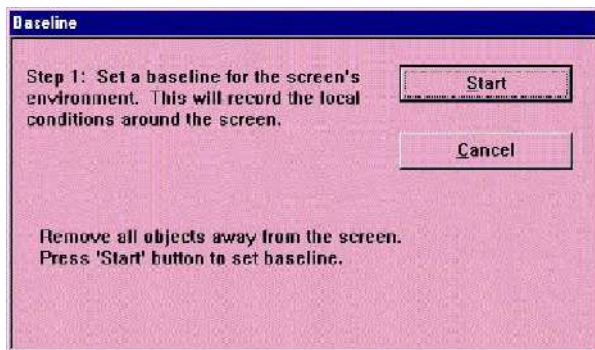 Baseline
Step 1: Set a baseline for the screen's
environment. This will record the local
conditions around the screen.
Start
Cancel
Remove all objects away from the screen.
Press 'Start' button to set baseline.